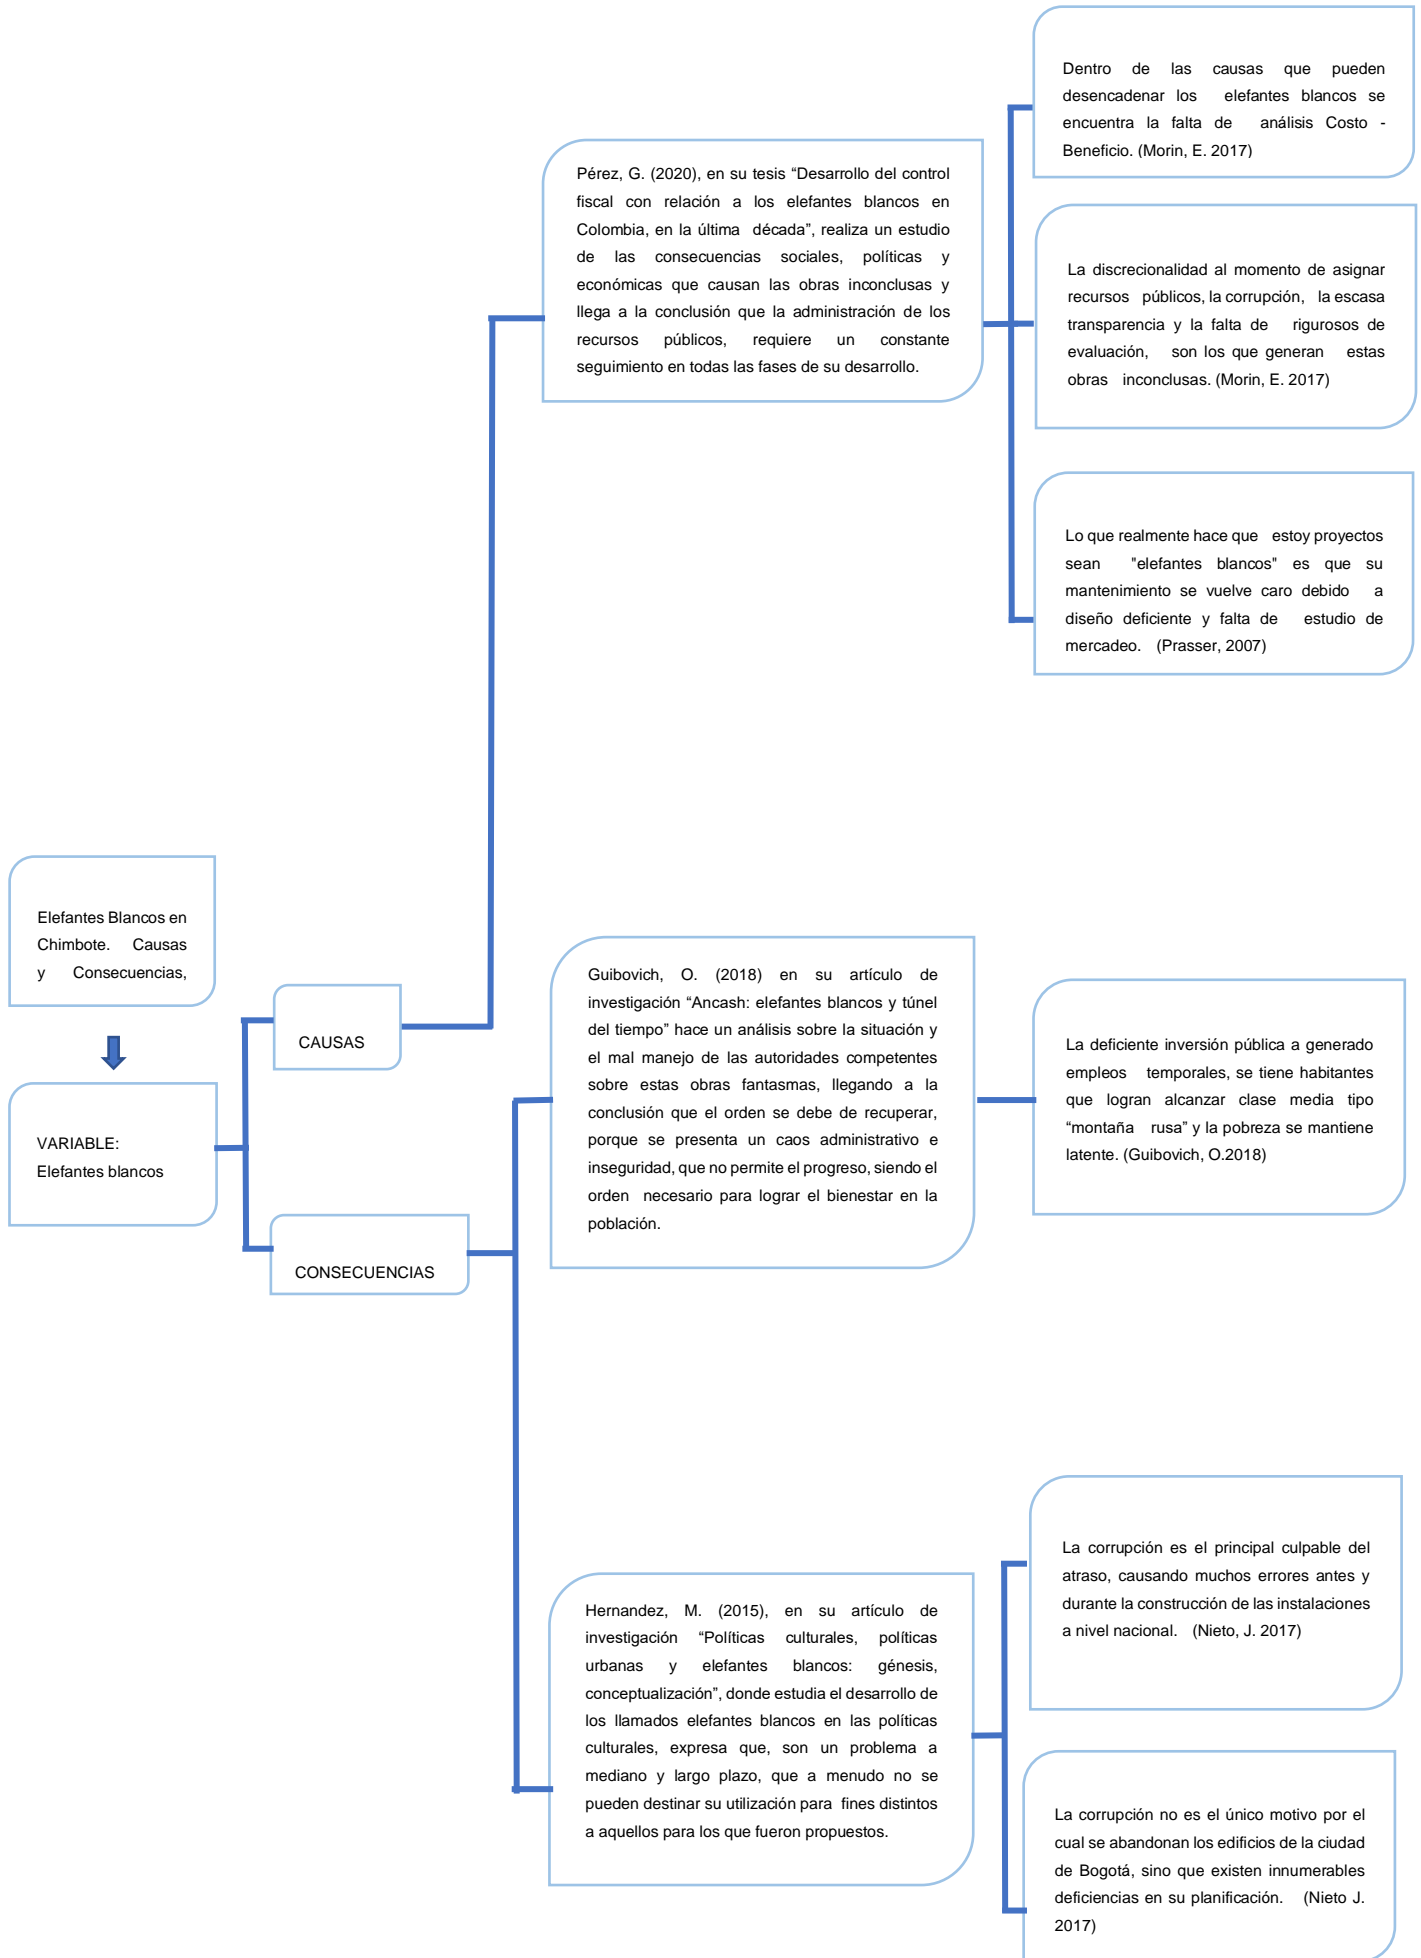 Elefantes Blancos en
Chimbote. Causas
y Consecuencias,
VARIABLE:
Elefantes blancos
CAUSAS
Pérez, G. (2020), en su tesis “Desarrollo del control
fiscal con relación a los elefantes blancos en
Colombia, en la última década”, realiza un estudio
de las consecuencias sociales, políticas y
económicas que causan las obras inconclusas y
llega a la conclusión que la administración de los
recursos públicos, requiere un constante
seguimiento en todas las fases de su desarrollo.
Dentro de las causas que pueden
desencadenar los elefantes blancos se
encuentra la falta de análisis Costo -
Beneficio. (Morin, E. 2017)
La discrecionalidad al momento de asignar
recursos públicos, la corrupción, la escasa
transparencia y la falta de rigurosos de
evaluación, son los que generan estas
obras inconclusas. (Morin, E. 2017)
Lo que realmente hace que estoy proyectos
sean "elefantes blancos" es que su
mantenimiento se vuelve caro debido a
diseño deficiente y falta de estudio de
mercadeo. (Prasser, 2007)
CONSECUENCIAS
Guibovich, O. (2018) en su artículo de
investigación “Ancash: elefantes blancos y túnel
del tiempo” hace un análisis sobre la situación y
el mal manejo de las autoridades competentes
sobre estas obras fantasmas, llegando a la
conclusión que el orden se debe de recuperar,
porque se presenta un caos administrativo e
inseguridad, que no permite el progreso, siendo el
orden necesario para lograr el bienestar en la
población.
La deficiente inversión pública a generado
empleos temporales, se tiene habitantes
que logran alcanzar clase media tipo
“montaña rusa” y la pobreza se mantiene
latente. (Guibovich, O.2018)
Hernandez, M. (2015), en su artículo de
investigación “Políticas culturales, políticas
urbanas y elefantes blancos: génesis,
conceptualización”, donde estudia el desarrollo de
los llamados elefantes blancos en las políticas
culturales, expresa que, son un problema a
mediano y largo plazo, que a menudo no se
pueden destinar su utilización para fines distintos
a aquellos para los que fueron propuestos.
La corrupción es el principal culpable del
atraso, causando muchos errores antes y
durante la construcción de las instalaciones
a nivel nacional. (Nieto, J. 2017)
La corrupción no es el único motivo por el
cual se abandonan los edificios de la ciudad
de Bogotá, sino que existen innumerables
deficiencias en su planificación. (Nieto J.
2017)